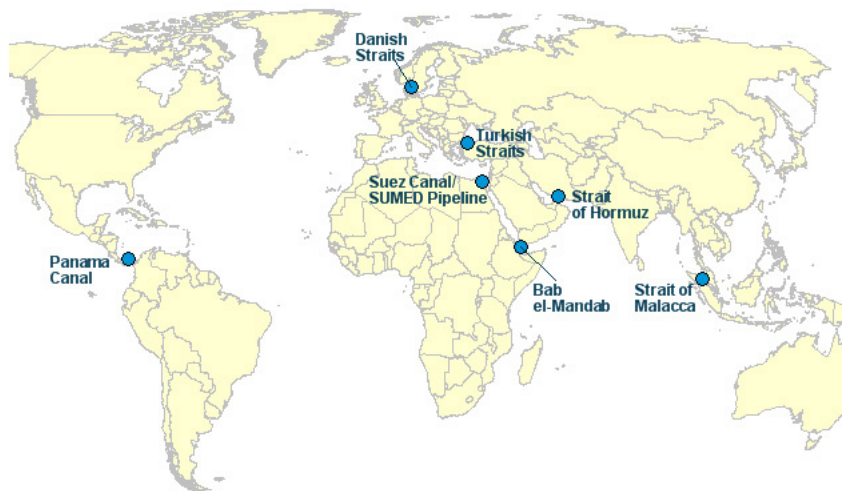 Danish
Straits
Turkish
Straits
Suez Canal/
SUMED Pipeline
Strait
of Hormuz
Panama
Canal
Bab
el-Mandab
Strait of
Malacca